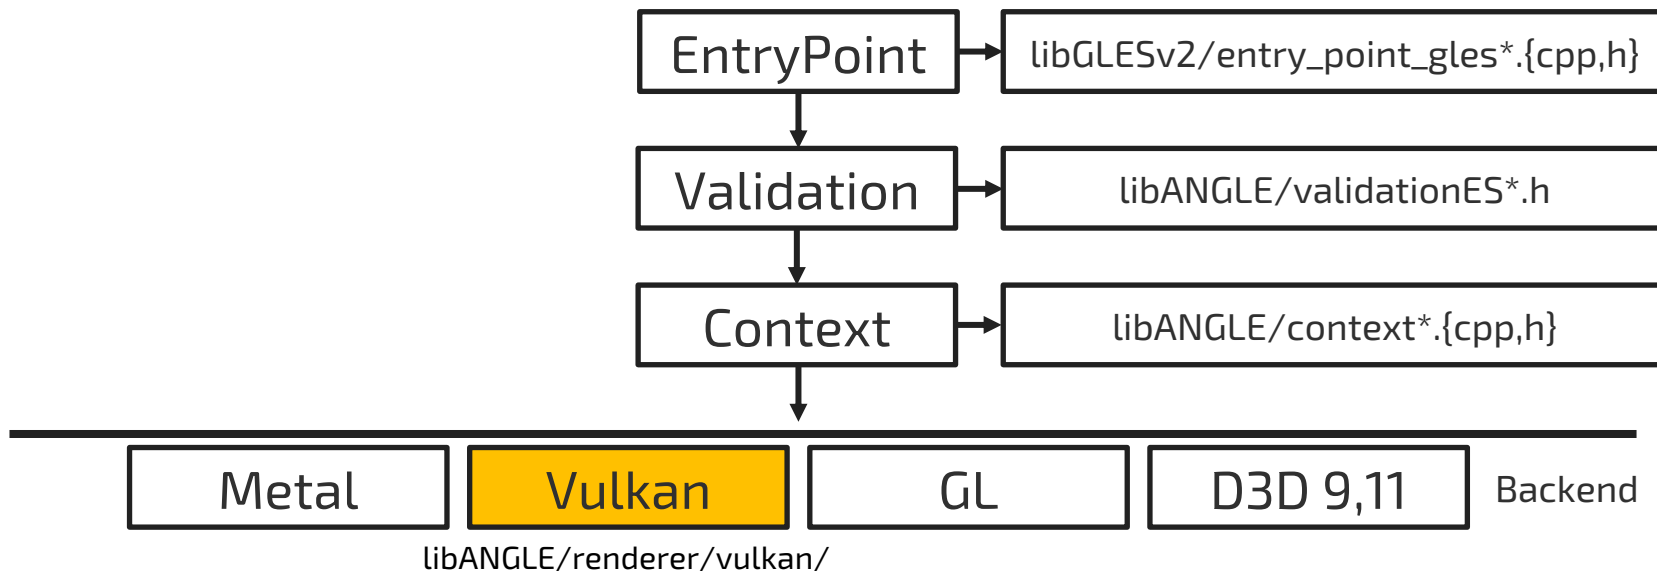 EntryPoint
libGLESv2/entry_point_gles*.{cpp,h}
Validation
libANGLE/validationES*.h
Context
libANGLE/context*.{cpp,h}
Metal
Vulkan
GL
D3D 9,11
Backend
libANGLE/renderer/vulkan/